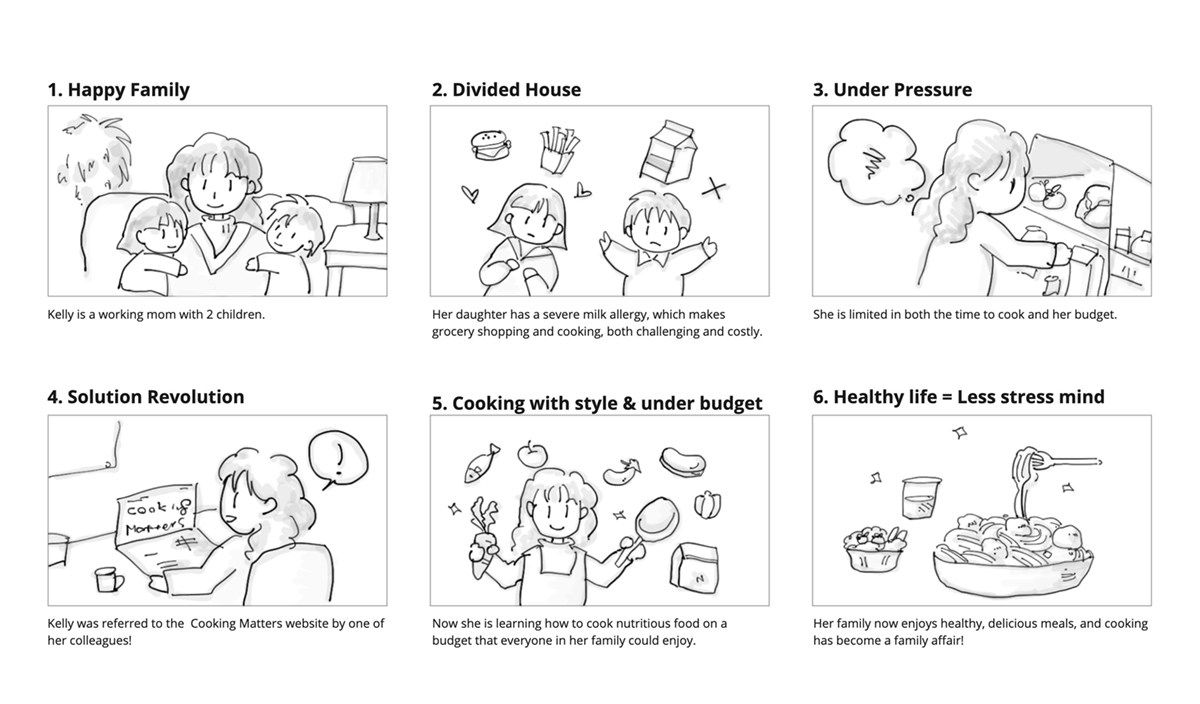 1. Happy Family
Kelly is a working mom with 2 children.
2. Divided House
Her daughter has a severe milk allergy, which makes
grocery shopping and cooking, both challenging and costly.
3. Under Pressure
She is limited in both the time to cook and her budget.
4. Solution Revolution
!
cooking
Matters
Kelly was referred to the  Cooking Matters website by one of
her colleagues!
5. Cooking with style & under budget
Now she is learning how to cook nutritious food on a
budget that everyone in her family could enjoy.
6. Healthy life = Less stress mind
Her family now enjoys healthy, delicious meals, and cooking
has become a family affair!